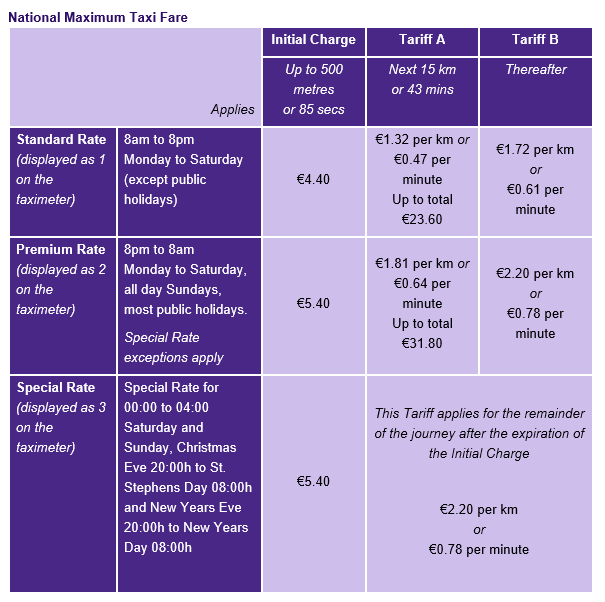 National Maximum Taxi Fare
Initial Charge
Tariff A
Tariff B
Applies
Up to 500
metres
or 85 secs
Next 15 km
or 43 mins
Thereafter
Standard Rate
(displayed as 1
on the
taximeter)
8am to 8pm
Monday to Saturday
(except public
holidays)
€4.40
€1.32 per km or
€0.47 per
minute
Up to total
€23.60
€1.72 per km
or
€0.61 per
minute
Premium Rate
(displayed as 2
on the
taximeter)
8pm to 8am
Monday to Saturday,
all day Sundays,
most public holidays.
Special Rate
exceptions apply
€5.40
€1.81 per km or
€0.64 per
minute
Up to total
€31.80
€2.20 per km
or
€0.78 per
minute
Special Rate
(displayed as 3
on the
taximeter)
Special Rate for
00:00 to 04:00
Saturday and
Sunday, Christmas
Eve 20:00h to St.
Stephens Day 08:00h
and New Years Eve
20:00h to New Years
Day 08:00h
€5.40
This Tariff applies for the remainder
of the journey after the expiration of
the Initial Charge
€2.20 per km
or
€0.78 per minute